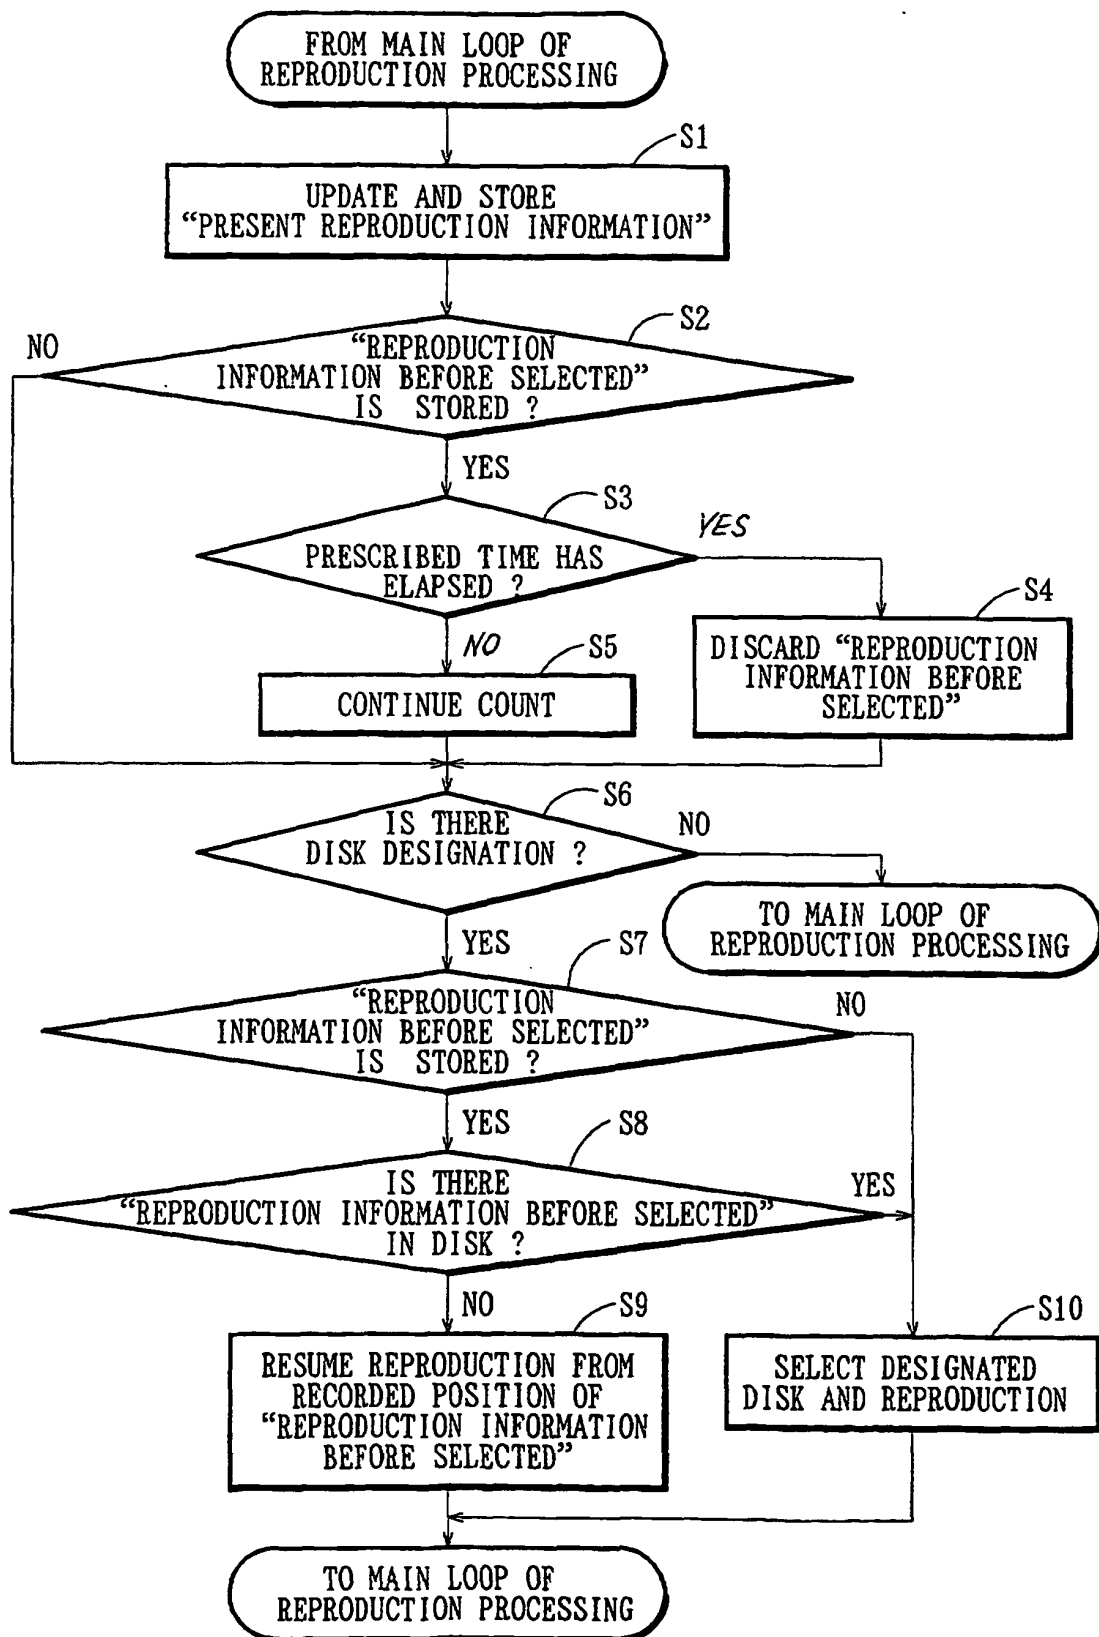 FROM MAIN LOOP OF
REPRODUCTION PROCESSING
S1
UPDATE AND STORE
“PRESENT REPRODUCTION INFORMATION”
S2
NO
“REPRODUCTION
INFORMATION BEFORE SELECTED”
IS STORED ?
YES
S3
YES
PRESCRIBED TIME HAS
ELAPSED ?
S4
NO
S5
DISCARD “REPRODUCTION
INFORMATION BEFORE
SELECTED”
CONTINUE COUNT
S6
IS THERE
DISK DESIGNATION ?
NO
TO MAIN LOOP OF
REPRODUCTION PROCESSING
YES
S7
“REPRODUCTION
INFORMATION BEFORE SELECTED”
IS STORED ?
NO
YES
S8
IS THERE
“REPRODUCTION INFORMATION BEFORE SELECTED”
IN DISK ?
YES
NO
S9
S10
RESUME REPRODUCTION FROM
RECORDED POSITION OF
“REPRODUCTION INFORMATION
BEFORE SELECTED”
SELECT DESIGNATED
DISK AND REPRODUCTION
TO MAIN LOOP OF
REPRODUCTION PROCESSING